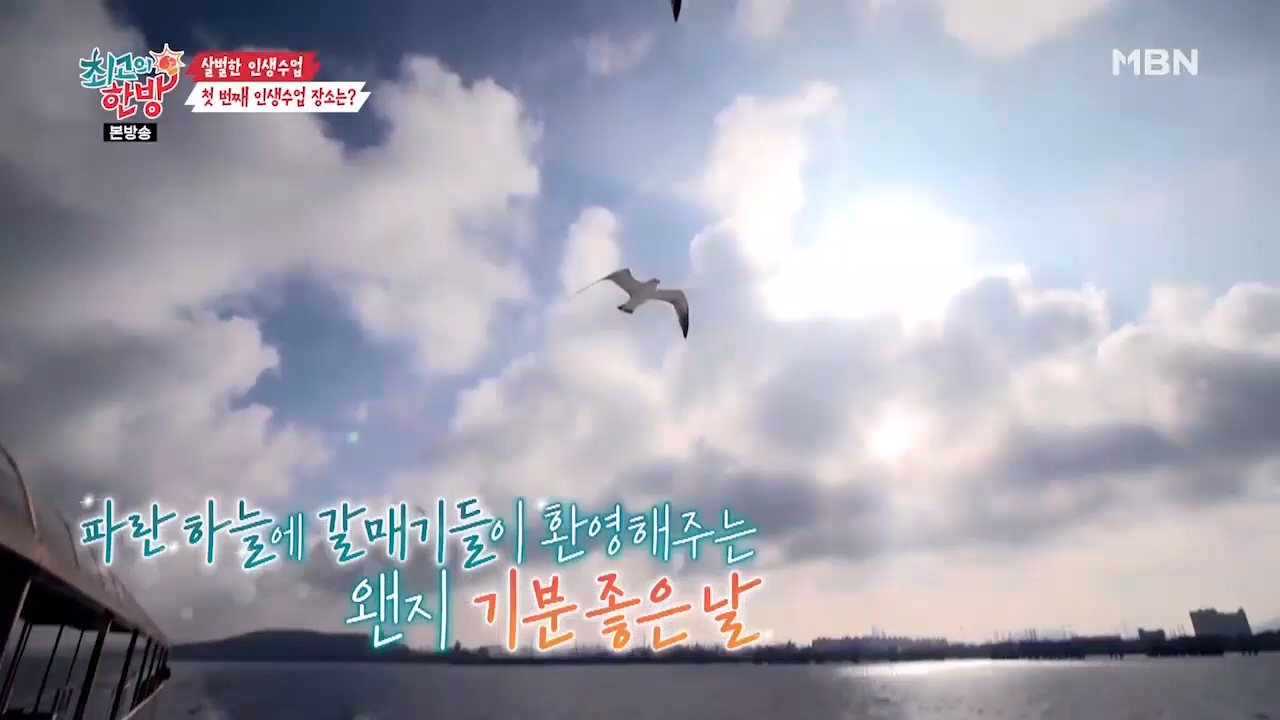 최고의
한방
본방송
살벌한 인생수업
첫 번째 인생수업 장소는?
MBN
파란 하늘에 갈매기들이 환영해주는
왠지 기분 좋은 날